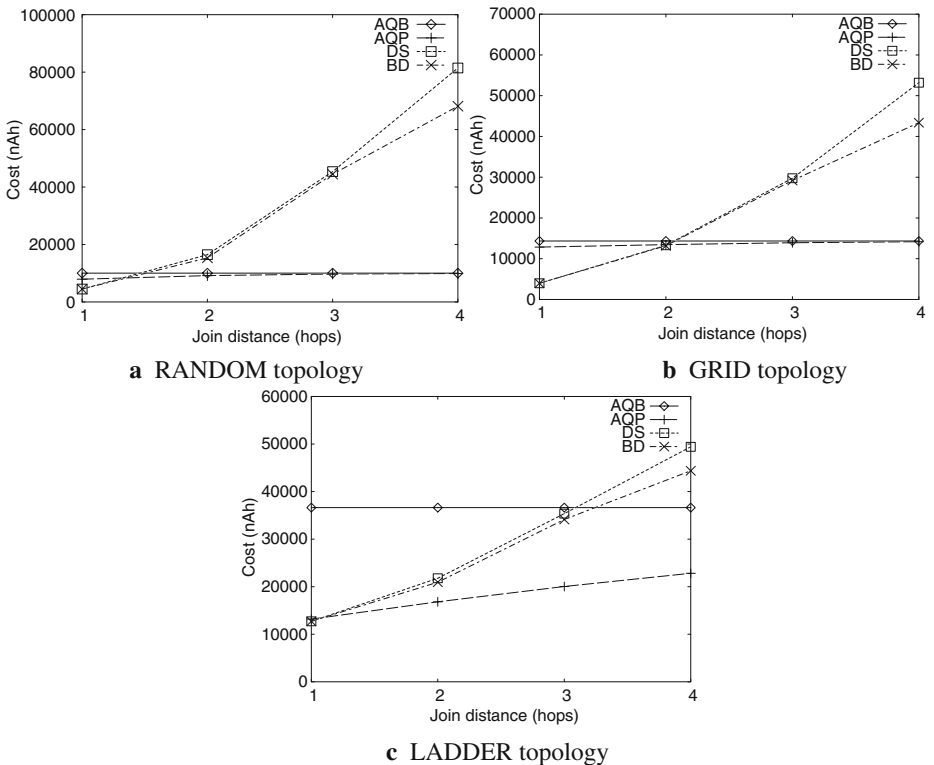 100000
80000
60000
40000
20000
0
Cost (nAh)
AQB
AQP
DS
BD
1 2 3 4
Join distance (hops)
a RANDOM topology
70000
60000
50000
40000
30000
20000
10000
0
Cost (nAh)
AQB
AQP
DS
BD
1 2 3 4
Join distance (hops)
b GRID topology
60000
50000
40000
30000
20000
10000
0
Cost (nAh)
AQB
AQP
DS
BD
1 2 3 4
Join distance (hops)
c LADDER topology